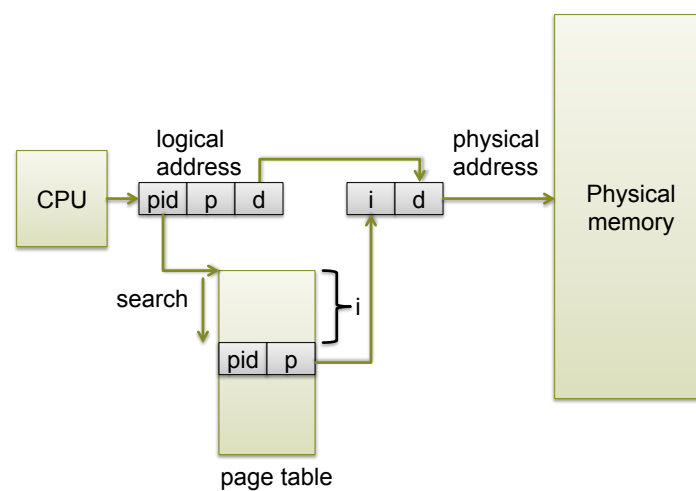 logical
address
physical
address
CPU
pid p d
i d
Physical
memory
search
i
pid p
page table